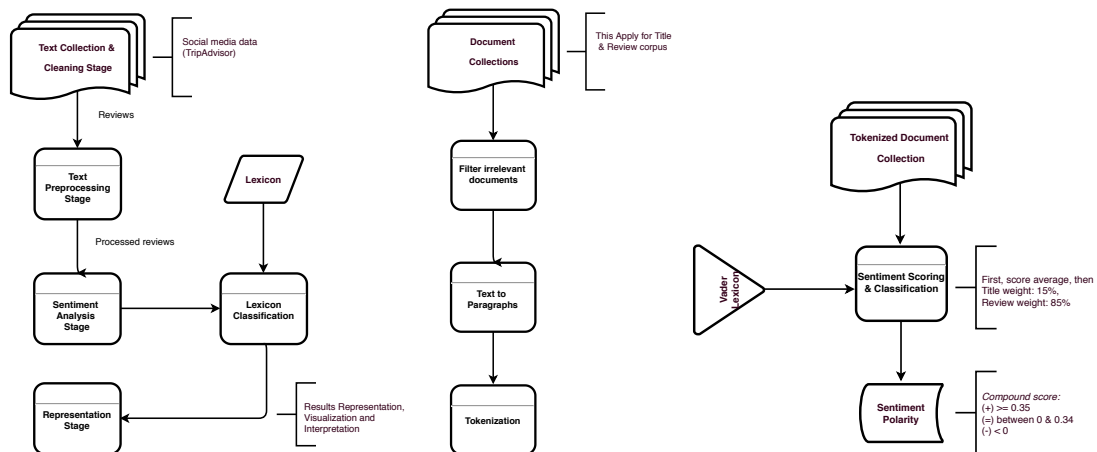 Text Collection &
Cleaning Stage
Social media data
(TripAdvisor)
Reviews
Text
Preprocessing
Stage
Lexicon
Processed reviews
Sentiment
Analysis
Stage
Lexicon
Classification
Representation
Stage
Results Representation,
Visualization and
Interpretation
Document
Collections
This Apply for Title
& Review corpus
Filter irrelevant
documents
Text to
Paragraphs
Tokenization
Tokenized Document
Collection
Vader
Lexicon
Sentiment Scoring
& Classification
First, score average, then
Title weight: 15%,
Review weight: 85%
Sentiment
Polarity
Compound score:
(+) >= 0.35
(=) between 0 & 0.34
(-) < 0